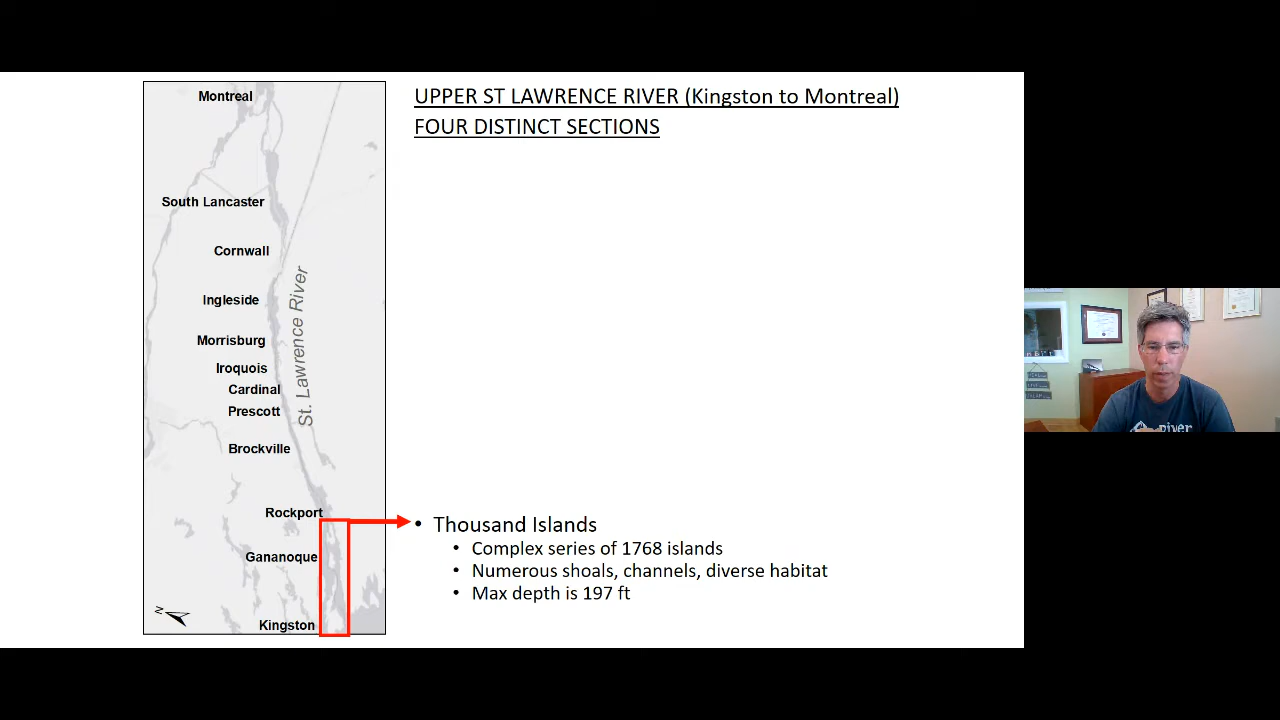 Montreal
South Lancaster
Cornwall
Ingleside
Morrisburg
Iroquois
Cardinal
Prescott
Brockville
Rockport
Gananoque
Kingston
St. Lawrence River
N
UPPER ST LAWRENCE RIVER (Kingston to Montreal)
FOUR DISTINCT SECTIONS
• Thousand Islands
• Complex series of 1768 islands
• Numerous shoals, channels, diverse habitat
• Max depth is 197 ft
river